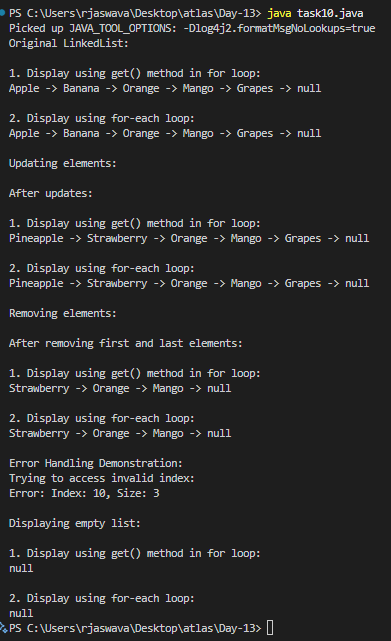 PS C:\Users\rjaswava\Desktop\atlas\Day-13> java task10.java
Picked up JAVA_TOOL_OPTIONS: -Dlog4j2.formatMsgNoLookups=true
Original LinkedList:

1. Display using get() method in for loop:
Apple -> Banana -> Orange -> Mango -> Grapes -> null

2. Display using for-each loop:
Apple -> Banana -> Orange -> Mango -> Grapes -> null

Updating elements:

After updates:

1. Display using get() method in for loop:
Pineapple -> Strawberry -> Orange -> Mango -> Grapes -> null

2. Display using for-each loop:
Pineapple -> Strawberry -> Orange -> Mango -> Grapes -> null

Removing elements:

After removing first and last elements:

1. Display using get() method in for loop:
Strawberry -> Orange -> Mango -> null

2. Display using for-each loop:
Strawberry -> Orange -> Mango -> null

Error Handling Demonstration:
Trying to access invalid index:
Error: Index: 10, Size: 3

Displaying empty list:

1. Display using get() method in for loop:
null

2. Display using for-each loop:
null
PS C:\Users\rjaswava\Desktop\atlas\Day-13>